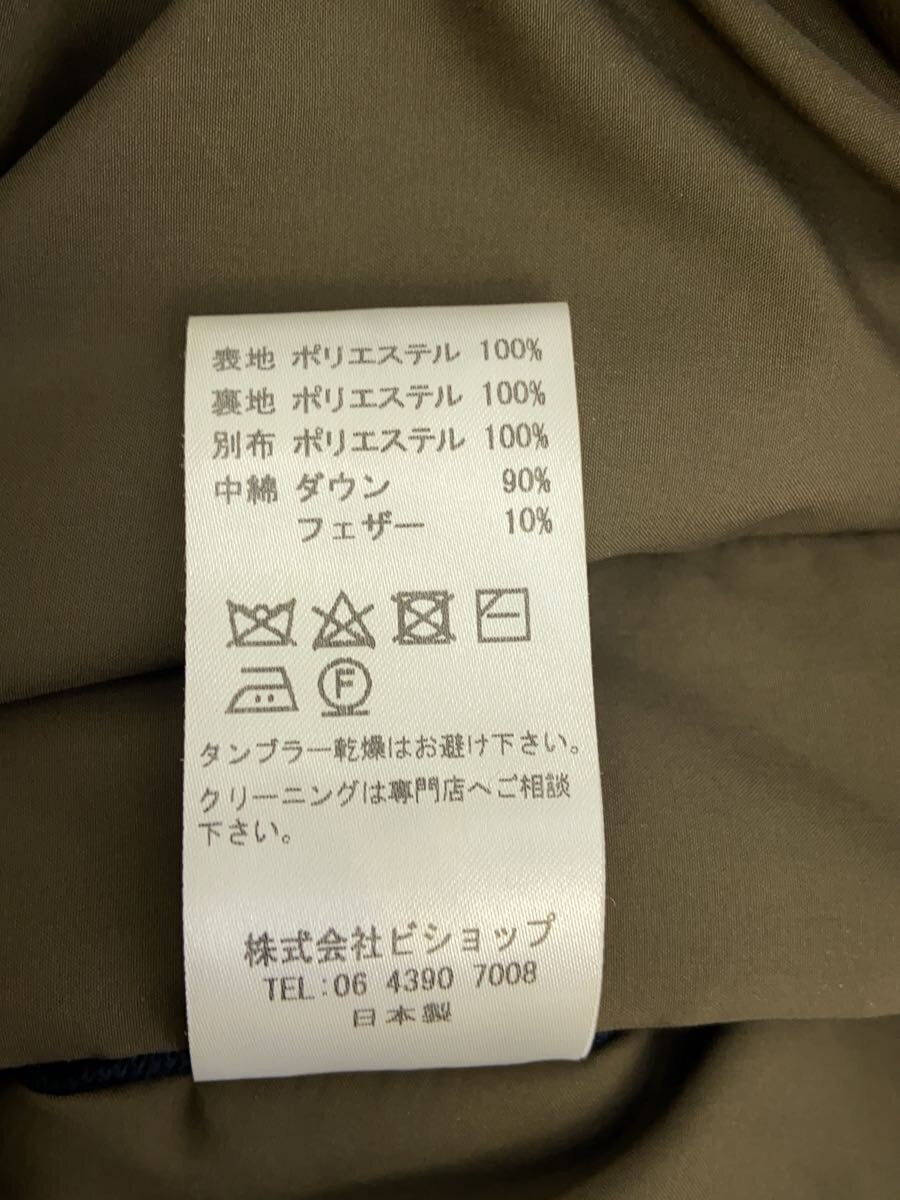 表地 ポリエステル 100%
裏地 ポリエステル 100%
別布 ポリエステル 100%
中綿 ダウン 90%
フェザー 10%
F
タンブラー乾燥はお避け下さい。
クリーニングは専門店へご相談
下さい。
株式会社ビショップ
TEL:06 4390 7008
日本製